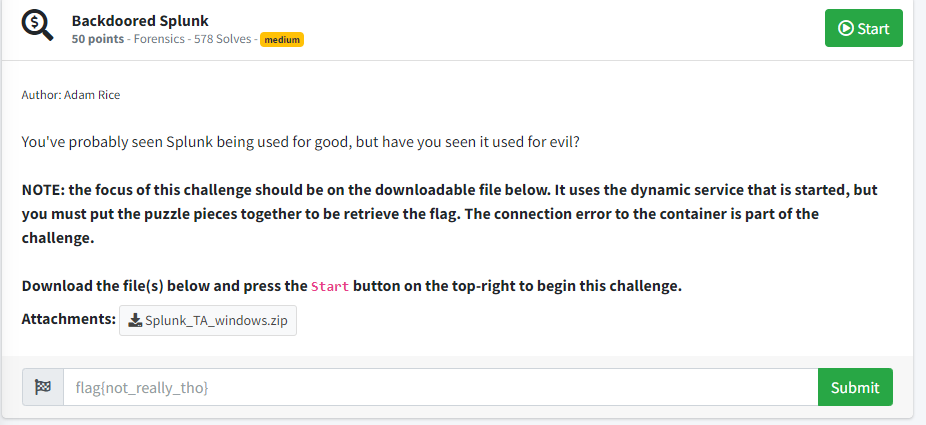 Backdoored Splunk
50 points - Forensics - 578 Solves - medium
Start
Author: Adam Rice
You've probably seen Splunk being used for good, but have you seen it used for evil?
NOTE: the focus of this challenge should be on the downloadable file below. It uses the dynamic service that is started, but
you must put the puzzle pieces together to be retrieve the flag. The connection error to the container is part of the
challenge.
Download the file(s) below and press the Start button on the top-right to begin this challenge.
Attachments: Splunk_TA_windows.zip
flag{not_really_tho}
Submit